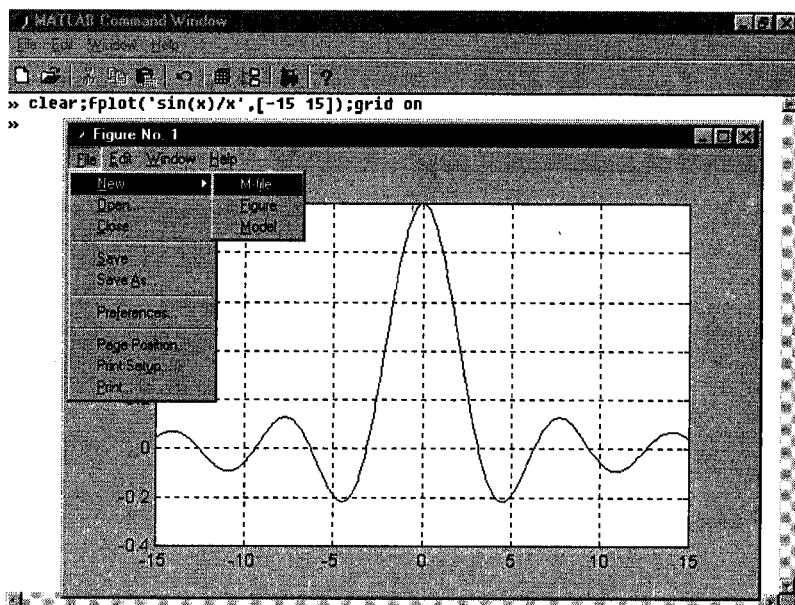 MATLAB Command Window
File Edit Window Help
» clear;fplot('sin(x)/x',[-15 15]);grid on
»
Figure No. 1
File Edit Window Help
New
M-file
Open...
Figure
Close
Model
Save
Save As...
Preferences...
Page Position...
Print Setup...
Print...
0
-0.2
-0.4
-15 -10 -5 0 5 10 15